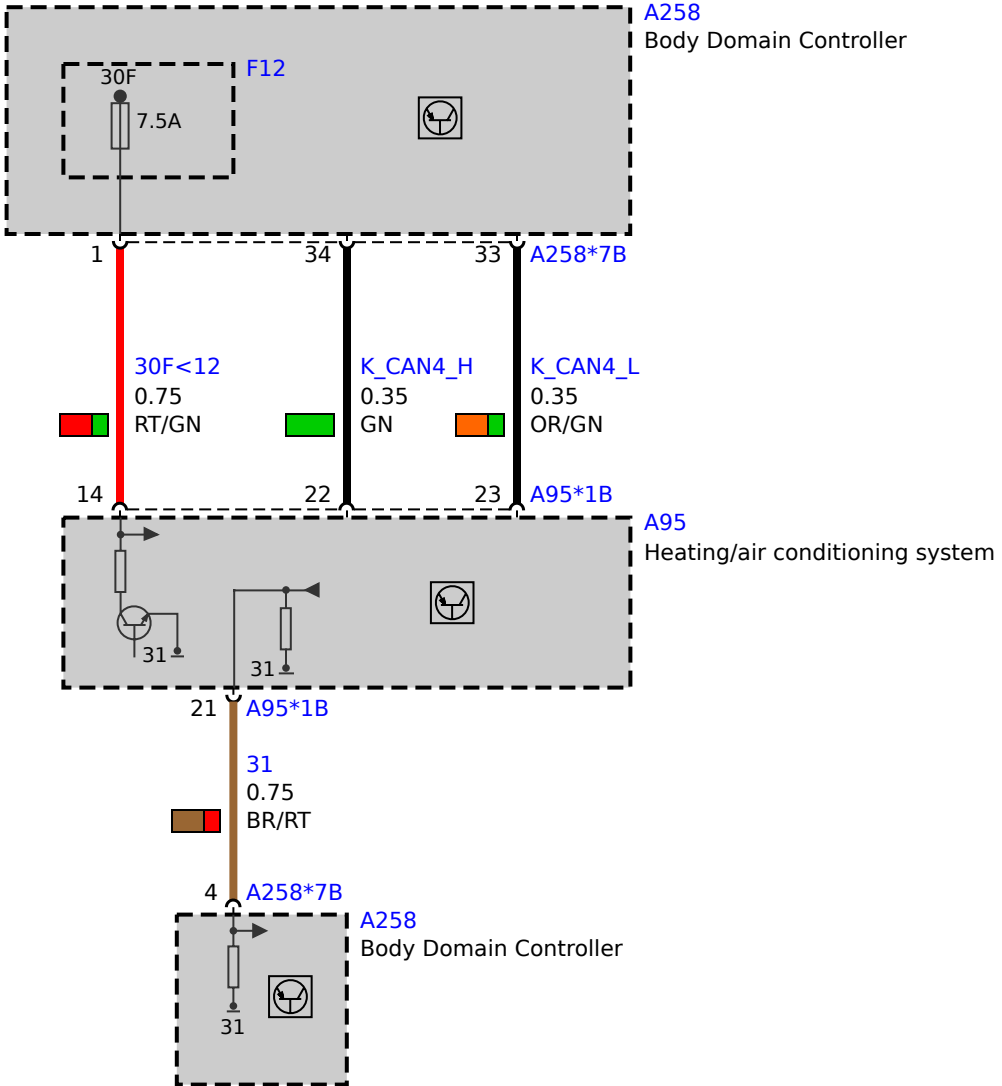 A258
Body Domain Controller
30F
F12
7.5A
1
34
33
A258*7B
30F<12
0.75
RT/GN
K_CAN4_H
0.35
GN
K_CAN4_L
0.35
OR/GN
14
22
23
A95*1B
A95
Heating/air conditioning system
31
31
21
A95*1B
31
0.75
BR/RT
4
A258*7B
A258
Body Domain Controller
31